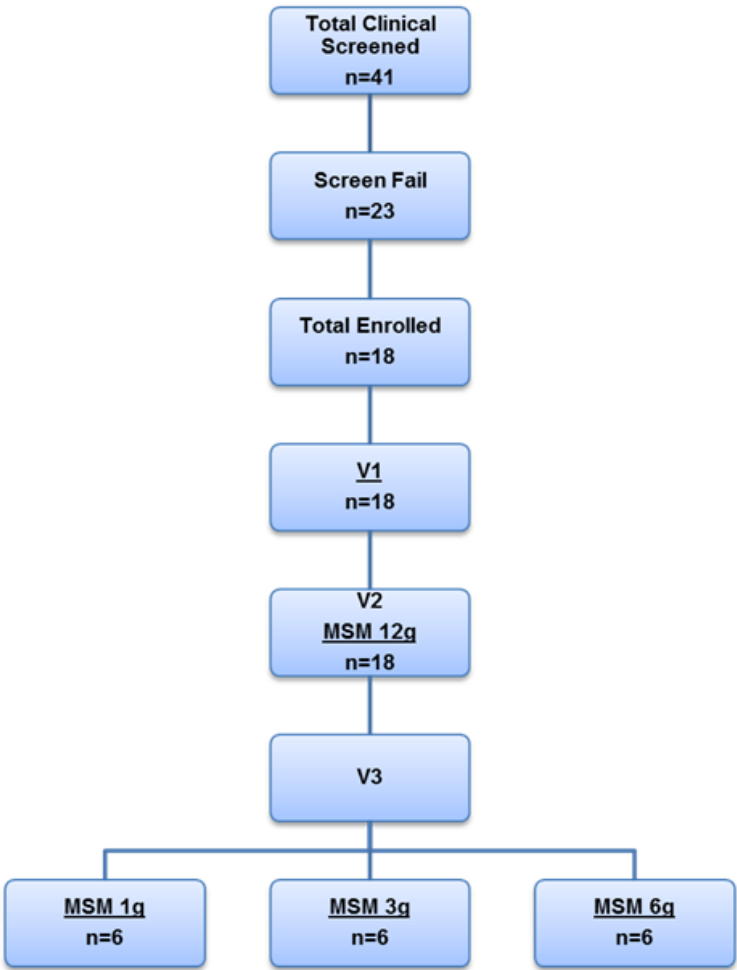 Total Clinical
Screened
n=41
Screen Fail
n=23
Total Enrolled
n=18
V1
n=18
V2
MSM 12g
n=18
V3
MSM 1g
n=6
MSM 3g
n=6
MSM 6g
n=6